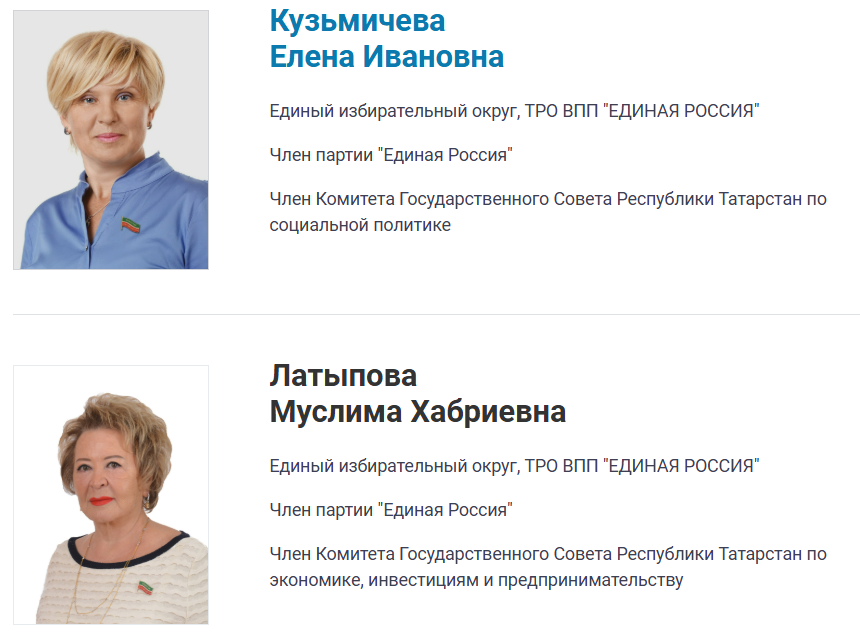 Кузьмичева
Елена Ивановна
Единый избирательный округ, ТРО ВПП "ЕДИНАЯ РОССИЯ"
Член партии "Единая Россия"
Член Комитета Государственного Совета Республики Татарстан по
социальной политике
Латыпова
Муслима Хабриевна
Единый избирательный округ, ТРО ВПП "ЕДИНАЯ РОССИЯ"
Член партии "Единая Россия"
Член Комитета Государственного Совета Республики Татарстан по
экономике, инвестициям и предпринимательству